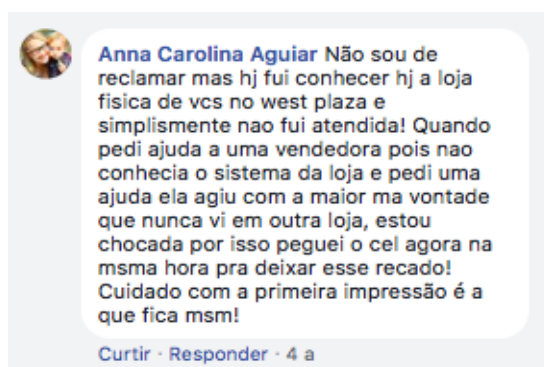 Anna Carolina Aguiar Não sou de
reclamar mas hj fui conhecer hj a loja
fisica de vcs no west plaza e
simplismente nao fui atendida! Quando
pedi ajuda a uma vendedora pois nao
conhecia o sistema da loja e pedi uma
ajuda ela agiu com a maior ma vontade
que nunca vi em outra loja, estou
chocada por isso peguei o cel agora na
msma hora pra deixar esse recado!
Cuidado com a primeira impressão é a
que fica msm!
Curtir · Responder · 4 a